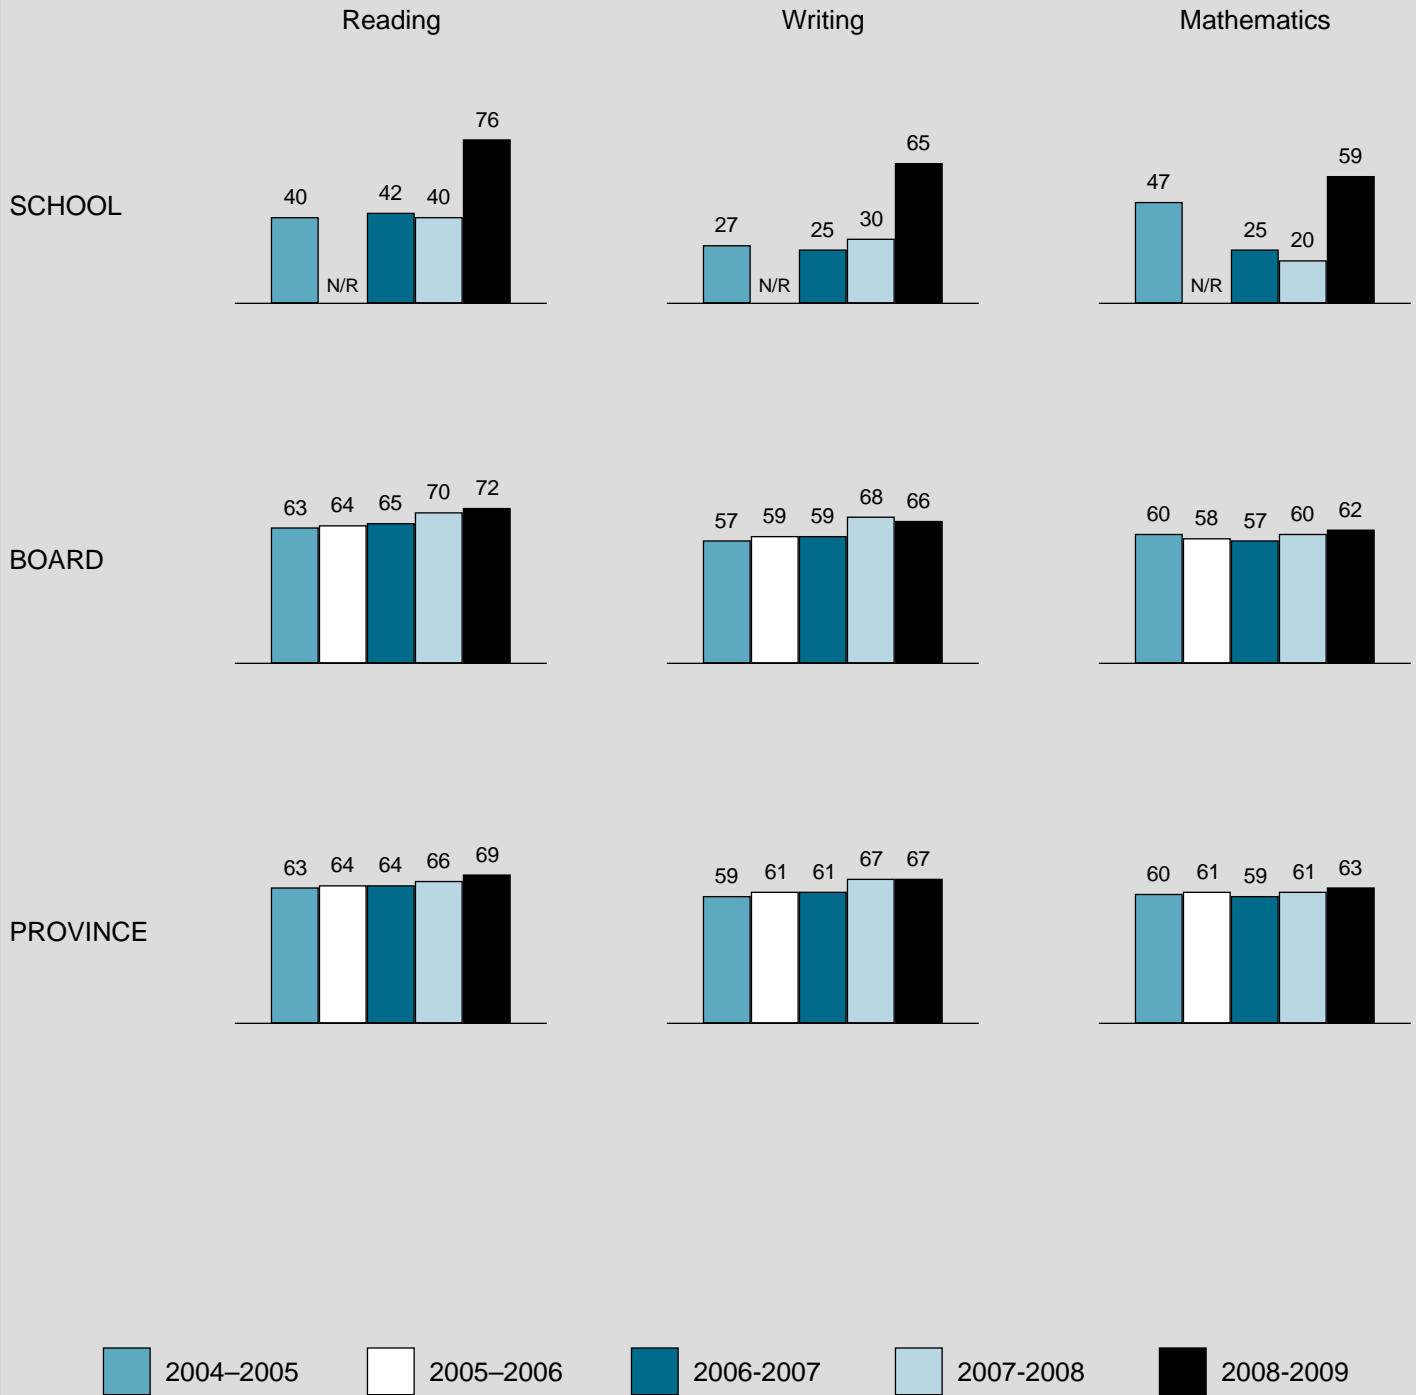 Reading Writing Mathematics
SCHOOL
40 N/R 42 40 76
27 N/R 25 30 65
47 N/R 25 20 59
BOARD
63 64 65 70 72
57 59 59 68 66
60 58 57 60 62
PROVINCE
63 64 64 66 69
59 61 61 67 67
60 61 59 61 63
2004–2005 2005–2006 2006-2007 2007-2008 2008-2009